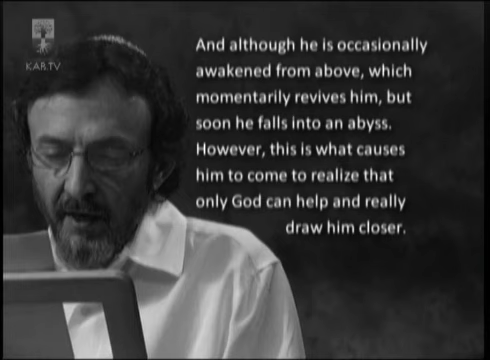 KAB.TV
And although he is occasionally
awakened from above, which
momentarily revives him, but
soon he falls into an abyss.
However, this is what causes
him to come to realize that
only God can help and really
draw him closer.